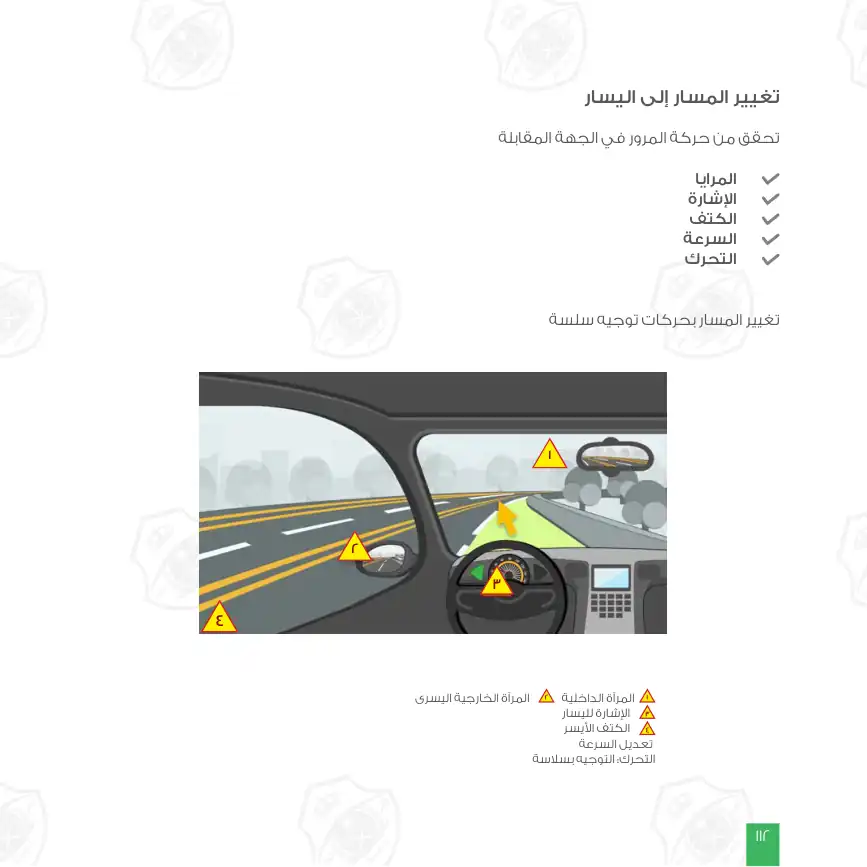 تغيير المسار إلى اليسار
تحقق من حركة المرور في الجهة المقابلة
المرايا
الإشارة
الكتف
السرعة
التحرك
تغيير المسار بحركات توجيه سلسة
١
٢
٣
٤
١ المرآة الداخلية ٢ المرآة الخارجية اليسرى
٣ الإشارة لليسار
٤ الكتف الأيسر
تعديل السرعة
التحرك: التوجيه بسلاسة
١١٢